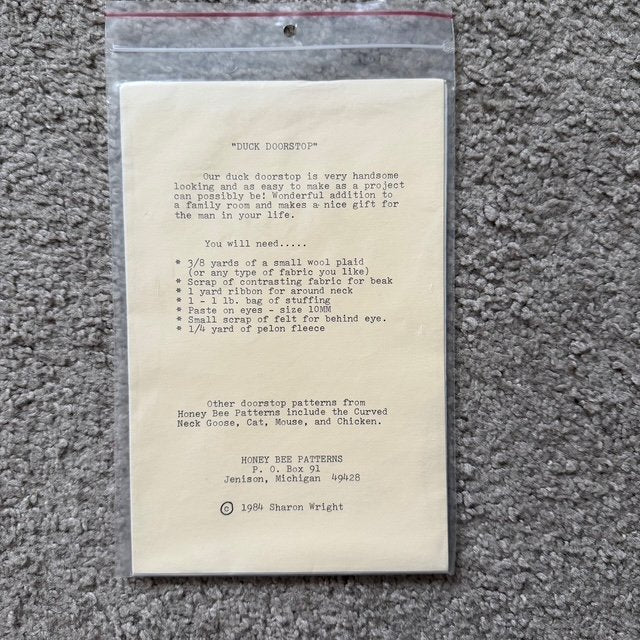 "DUCK DOORSTOP"
Our duck doorstop is very handsome
looking and as easy to make as a project
can possibly be! Wonderful addition to
a family room and makes a nice gift for
the man in your life.
You will need.....
* 3/8 yards of a small wool plaid
(or any type of fabric you like)
* Scrap of contrasting fabric for beak
* 1 yard ribbon for around neck
* 1 - 1 lb. bag of stuffing
* Paste on eyes - size 10MM
* Small scrap of felt for behind eye.
* 1/4 yard of pelon fleece
Other doorstop patterns from
Honey Bee Patterns include the Curved
Neck Goose, Cat, Mouse, and Chicken.
HONEY BEE PATTERNS
P. O. Box 91
Jenison, Michigan 49428
© 1984 Sharon Wright